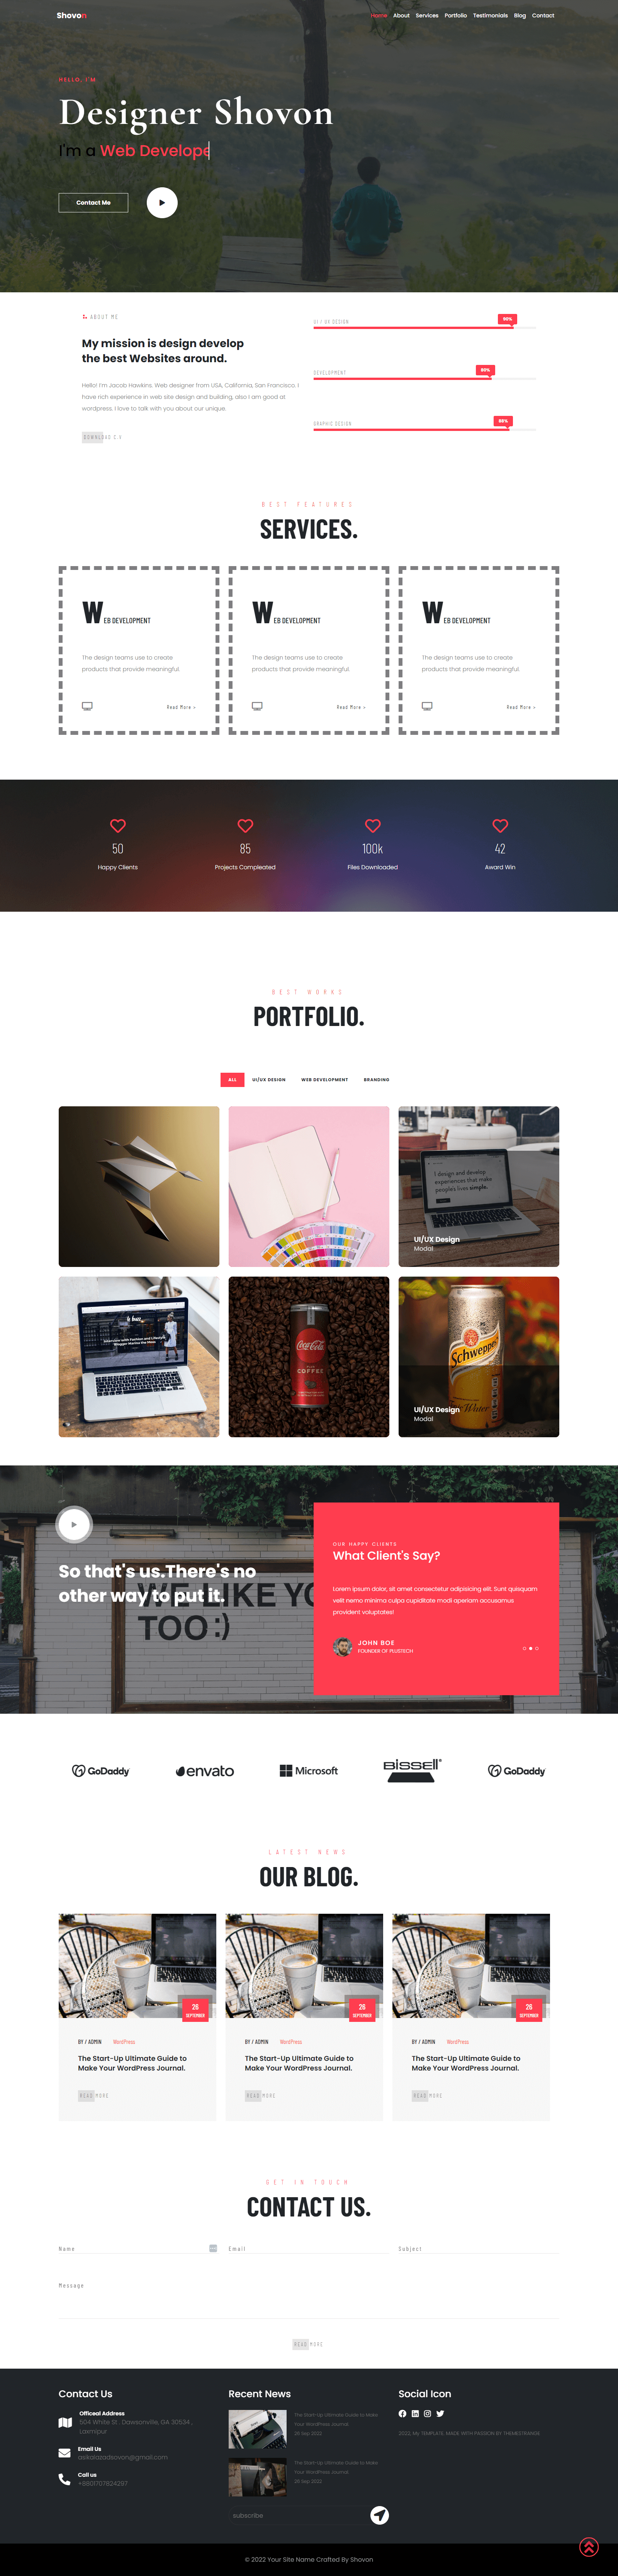 Shovon
Home About Services Portfolio Testimonials Blog Contact
HELLO, I'M
Designer Shovon
I'm a Web Develope
Contact Me
ABOUT ME
My mission is design develop
the best Websites around.
Hello! I'm Jacob Hawkins. Web designer from USA, California, San Francisco. I
have rich experience in web site design and building, also I am good at
wordpress. I love to talk with you about our unique.
DOWNLOAD C.V
UI / UX DESIGN
90%
DEVELOPMENT
80%
GRAPHIC DESIGN
BEST FEATURES
SERVICES.
WEB DEVELOPMENT
The design teams use to create
products that provide meaningful.
Read More >
WEB DEVELOPMENT
The design teams use to create
products that provide meaningful.
Read More >
WEB DEVELOPMENT
The design teams use to create
products that provide meaningful.
Read More >
50
Happy Clients
85
Projects Compleated
100k
Files Downloaded
42
Award Win
BEST WORKS
PORTFOLIO.
ALL UI/UX DESIGN WEB DEVELOPMENT BRANDING
I design and develop
experiences that make
people's lives simple.
UI/UX Design
Modal
Coca-Cola
COFFEE
Schweppes
UI/UX Design
Modal
So that's us.There's no
other way to put it.
WE LIKE YO
TOO :)
OUR HAPPY CLIENTS
What Client's Say?
Lorem ipsum dolor, sit amet consectetur adipisicing elit. Sunt quisquam
velit nemo minima culpa cupiditate modi aperiam accusamus
provident voluptates!
JOHN BOE
FOUNDER OF PLUSTECH
GoDaddy
envato
Microsoft
BISSELL
GoDaddy
LATEST NEWS
OUR BLOG.
26
SEPTEMBER
BY / ADMIN WordPress
The Start-Up Ultimate Guide to
Make Your WordPress Journal.
READ MORE
26
SEPTEMBER
BY / ADMIN WordPress
The Start-Up Ultimate Guide to
Make Your WordPress Journal.
READ MORE
26
SEPTEMBER
BY / ADMIN WordPress
The Start-Up Ultimate Guide to
Make Your WordPress Journal.
READ MORE
GET IN TOUCH
CONTACT US.
Name
Email
Subject
Message
READ MORE
Contact Us
Officeal Address
504 White St . Dawsonville, GA 30534 ,
Laxmipur
Email Us
asikalazadsovon@gmail.com
Call us
+8801707824297
Recent News
The Start-Up Ultimate Guide to Make
Your WordPress Journal
26 Sep 2022
The Start-Up Ultimate Guide to Make
Your WordPress Journal
26 Sep 2022
subscribe
Social Icon
2022, My TEMPLATE. MADE WITH PASSION BY THEMESTRANGE.
© 2022 Your Site Name Crafted By Shovon